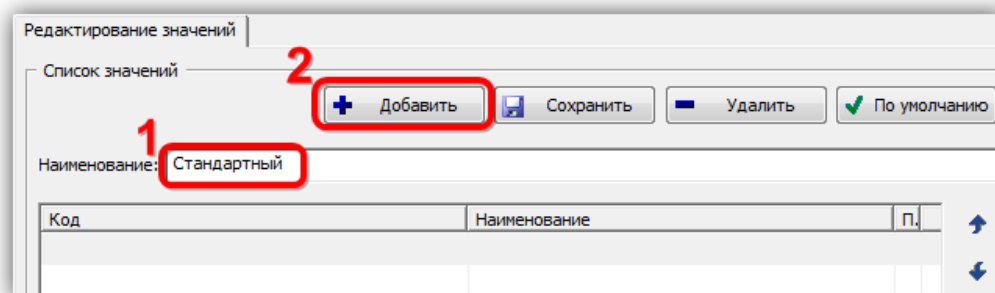 Редактирование значений
Список значений
2
Добавить Сохранить Удалить По умолчанию
1
Наименование: Стандартный
Код Наименование П.